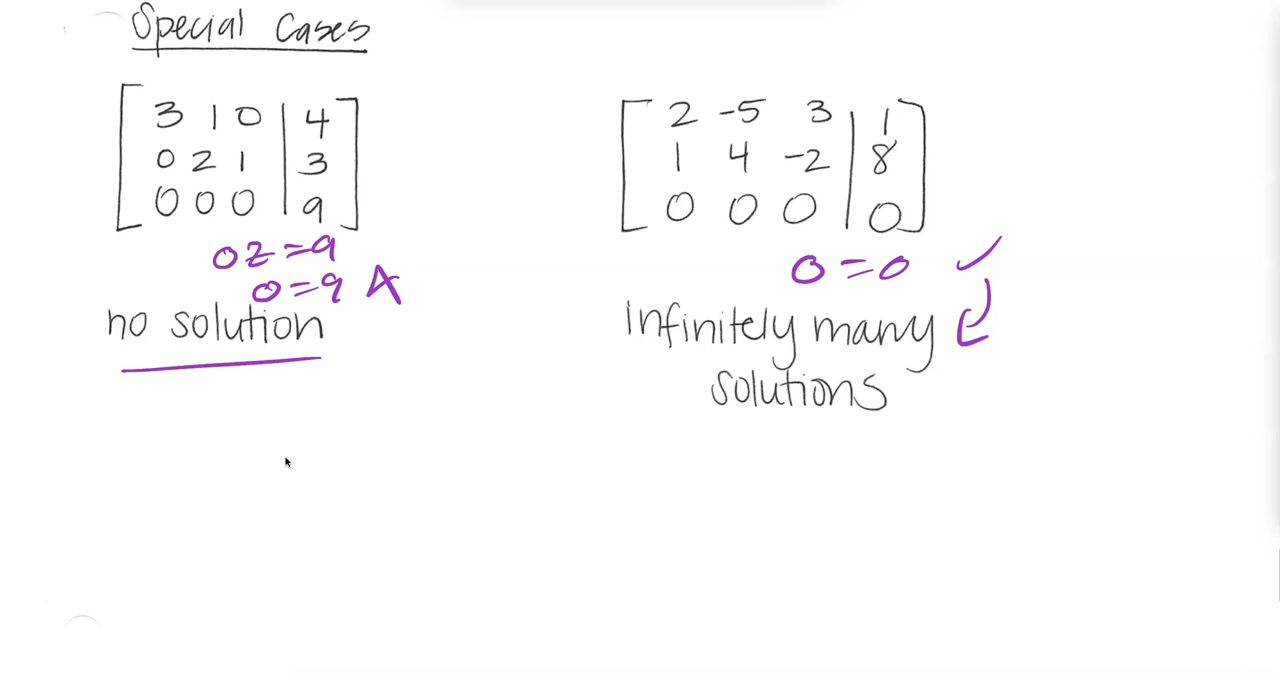 Special Cases
3 1 0 | 4
0 2 1 | 3
0 0 0 | 9
0z=9
0=9
no solution
2 -5 3 | 1
1 4 -2 | 8
0 0 0 | 0
0=0 ✓
infinitely many
solutions